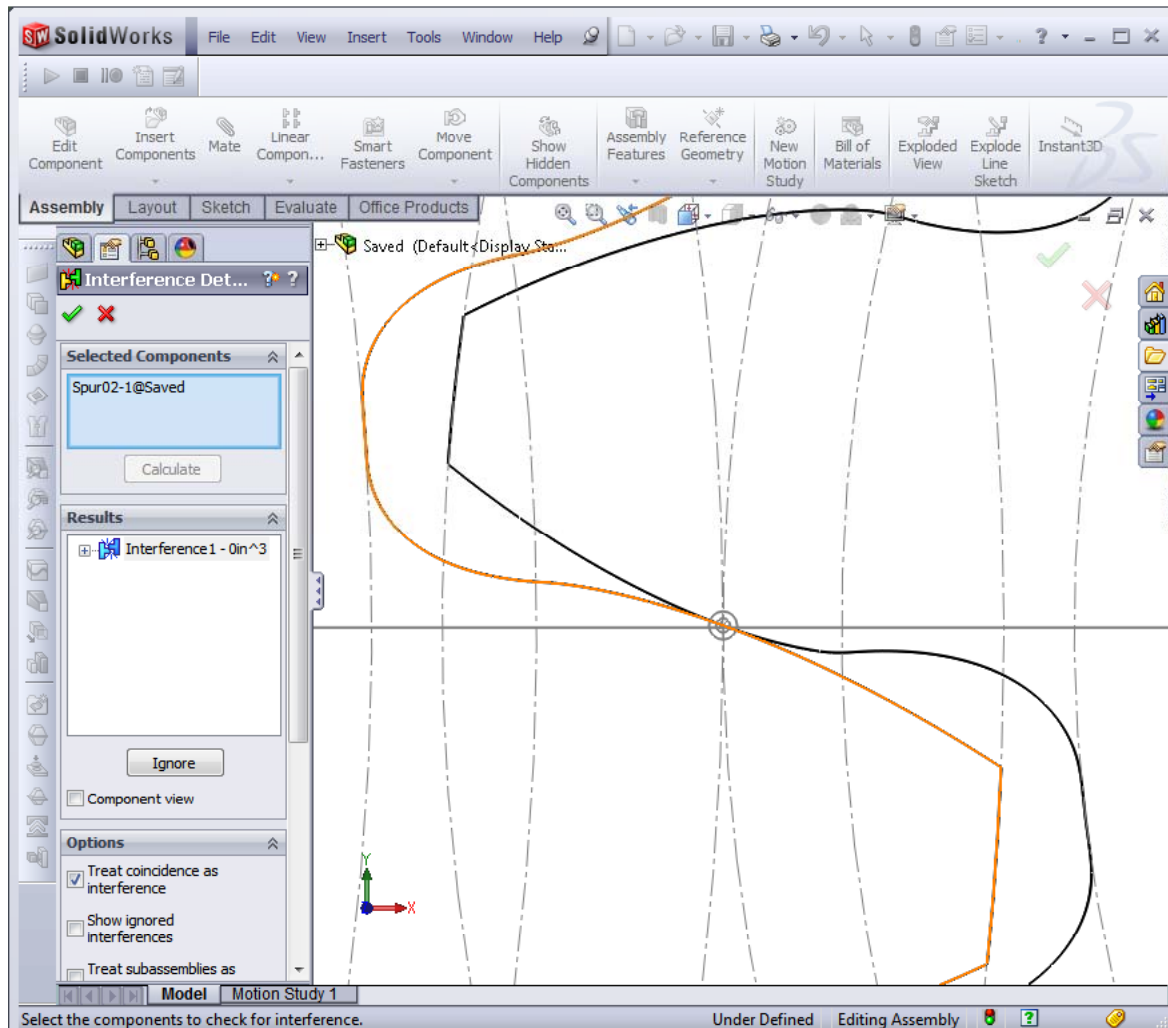 SolidWorks File Edit View Insert Tools Window Help ?
Edit Component
Insert Components
Mate
Linear Compon...
Smart Fasteners
Move Component
Show Hidden Components
Assembly Features
Reference Geometry
New Motion Study
Bill of Materials
Exploded View
Explode Line Sketch
Instant3D
Assembly Layout Sketch Evaluate Office Products
Saved (Default<Display Sta...
Interference Det... ? ?
Selected Components
Spur02-1@Saved
Calculate
Results
Interference1 - 0in^3
Ignore
Component view
Options
Treat coincidence as
interference
Show ignored
interferences
Treat subassemblies as
Y
X
Model Motion Study 1
Select the components to check for interference. Under Defined Editing Assembly ?